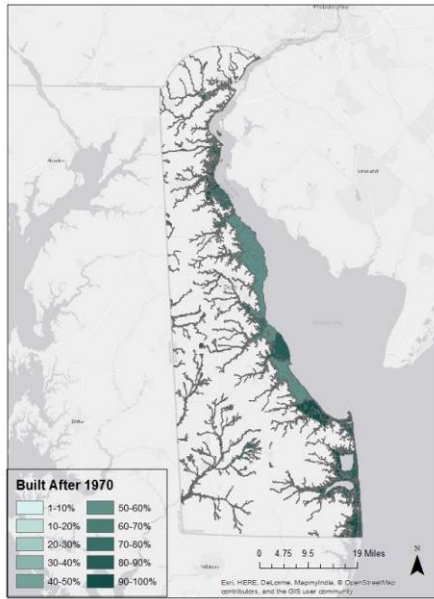 Philadelphia
Vineland
Dover
Built After 1970
1-10%
10-20%
20-30%
30-40%
40-50%
50-60%
60-70%
70-80%
80-90%
90-100%
0 4.75 9.5 19 Miles
N
Esri, HERE, DeLorme, MapmyIndia, © OpenStreetMap
contributors, and the GIS user community